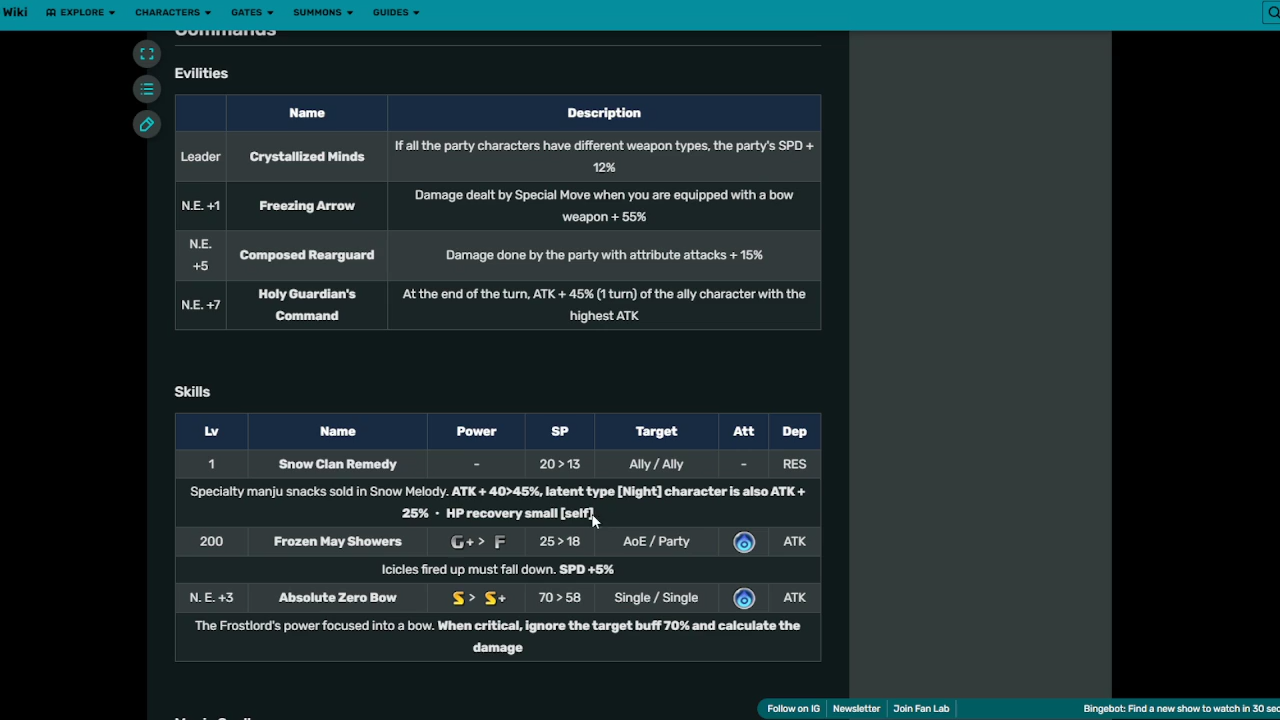 Wiki EXPLORE CHARACTERS GATES SUMMONS GUIDES
Commands
Evilities
Name Description
Leader Crystallized Minds If all the party characters have different weapon types, the party's SPD +
12%
N.E. +1 Freezing Arrow Damage dealt by Special Move when you are equipped with a bow
weapon + 55%
N.E.
+5 Composed Rearguard Damage done by the party with attribute attacks + 15%
N.E. +7 Holy Guardian's
Command At the end of the turn, ATK + 45% (1 turn) of the ally character with the
highest ATK
Skills
Lv Name Power SP Target Att Dep
1 Snow Clan Remedy - 20 > 13 Ally / Ally - RES
Specialty manju snacks sold in Snow Melody. ATK + 40>45%, latent type [Night] character is also ATK +
25% ・ HP recovery small [self]
200 Frozen May Showers G+ > F 25 > 18 AoE / Party ATK
Icicles fired up must fall down. SPD +5%
N. E. +3 Absolute Zero Bow S > S+ 70 > 58 Single / Single ATK
The Frostlord's power focused into a bow. When critical, ignore the target buff 70% and calculate the
damage
Follow on IG Newsletter Join Fan Lab Bingebot: Find a new show to watch in 30 sec